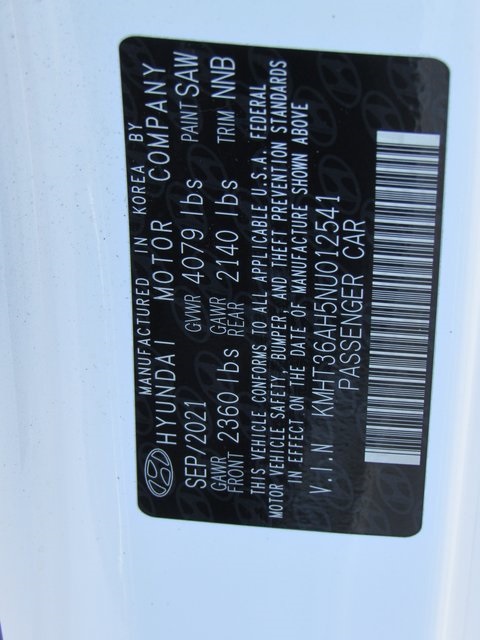 MANUFACTURED IN KOREA BY
HYUNDAI MOTOR COMPANY
SEP/2021 GVWR 4079 lbs PAINT SAW
GAWR FRONT 2360 lbs GAWR REAR 2140 lbs TRIM NNB
THIS VEHICLE CONFORMS TO ALL APPLICABLE U.S.A. FEDERAL
MOTOR VEHICLE SAFETY, BUMPER, AND THEFT PREVENTION STANDARDS
IN EFFECT ON THE DATE OF MANUFACTURE SHOWN ABOVE
V.I.N KMHT36AH5NU012541
PASSENGER CAR